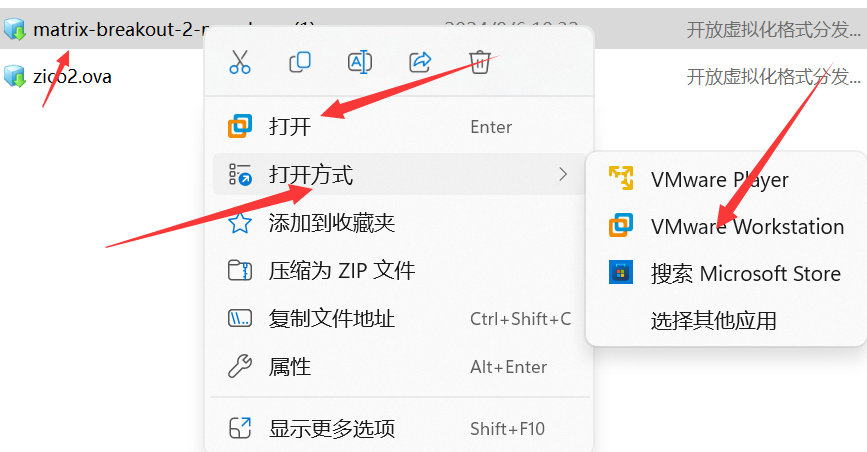 matrix-breakout-2-
开放虚拟化格式分发...
zico2.ova
开放虚拟化格式分发...
打开 Enter
打开方式
添加到收藏夹
压缩为 ZIP 文件
复制文件地址 Ctrl+Shift+C
属性 Alt+Enter
显示更多选项 Shift+F10
VMware Player
VMware Workstation
搜索 Microsoft Store
选择其他应用